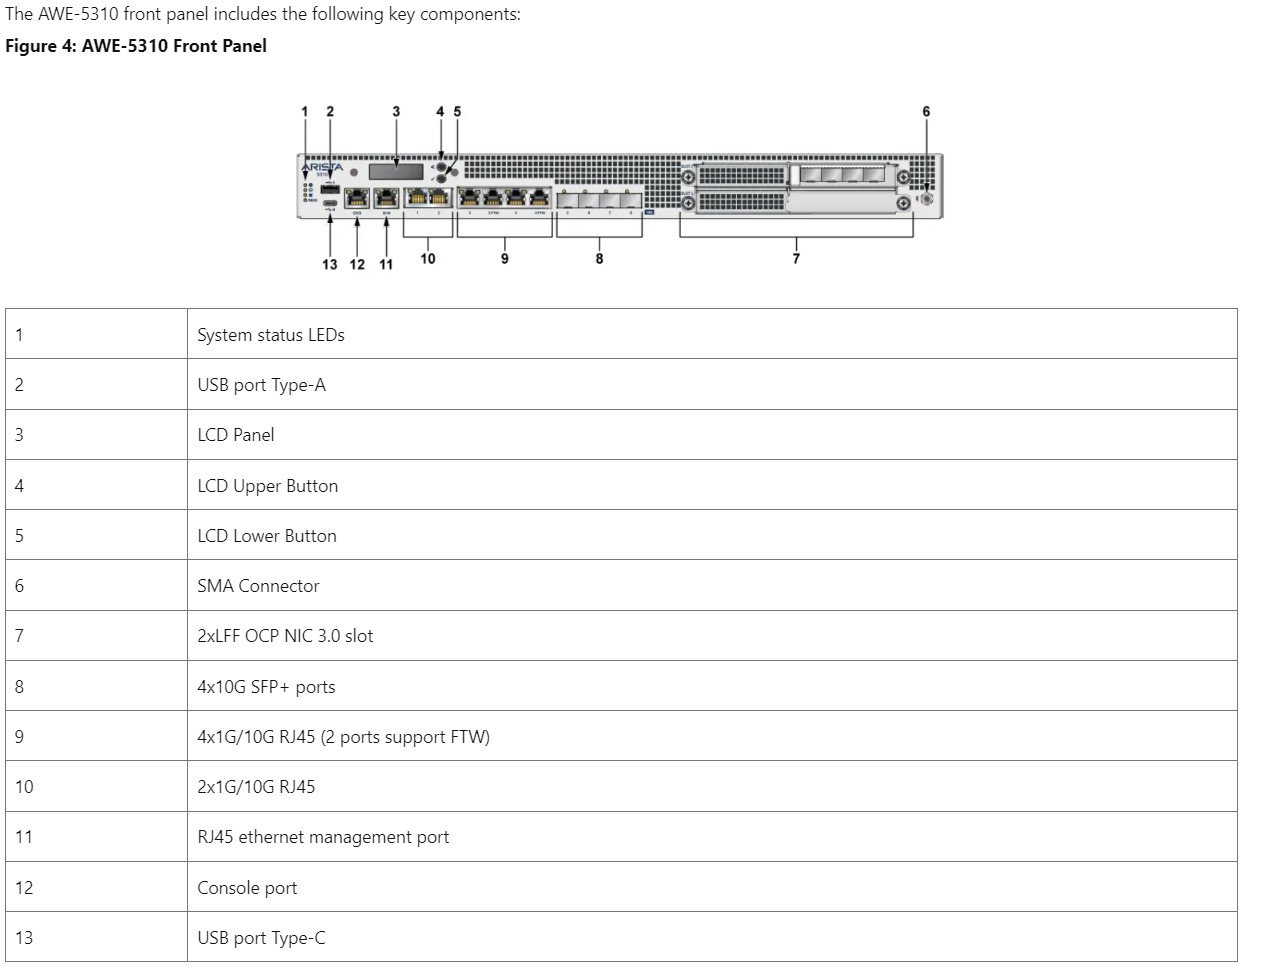 The AWE-5310 front panel includes the following key components:
Figure 4: AWE-5310 Front Panel
1 2 3 4 5 6
ARISTA
13 12 11 10 9 8 7
1 System status LEDs
2 USB port Type-A
3 LCD Panel
4 LCD Upper Button
5 LCD Lower Button
6 SMA Connector
7 2xLFF OCP NIC 3.0 slot
8 4x10G SFP+ ports
9 4x1G/10G RJ45 (2 ports support FTW)
10 2x1G/10G RJ45
11 RJ45 ethernet management port
12 Console port
13 USB port Type-C